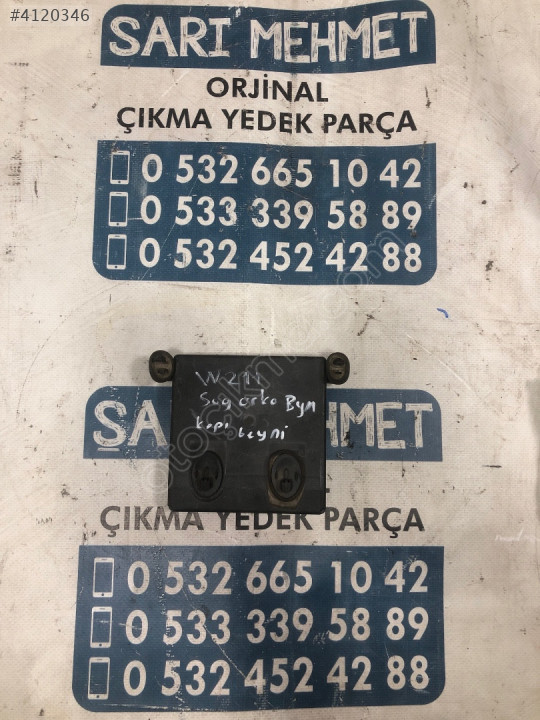 #4120346
SARI MEHMET
ORJİNAL
ÇIKMA YEDEK PARÇA
0 532 665 10 42
0 533 339 58 89
0 532 452 42 88
W211
Sağ arka Bym
kapı beyni
ŞA MEHMET
ÇIKMA YEDEK PARÇA
0 532 665 10 42
0 533 339 58 89
0 532 452 42 88